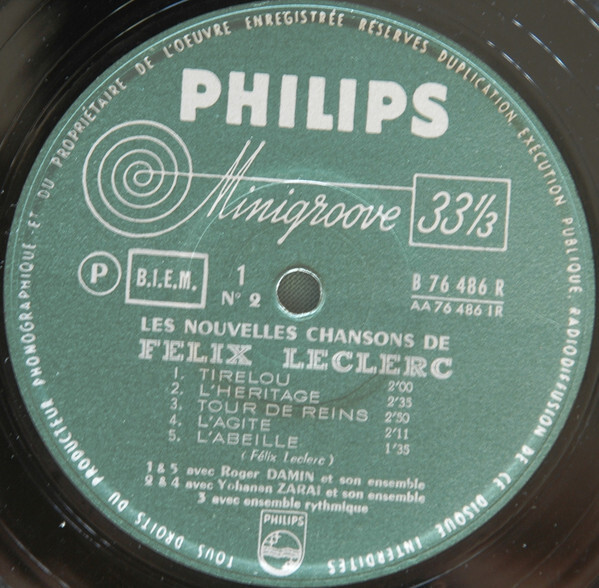 TOUS DROITS DU PRODUCTEUR PHONOGRAPHIQUE ET DU PROPRIÉTAIRE DE L'OEUVRE ENREGISTRÉE RÉSERVÉS DUPLICATION EXÉCUTION PUBLIQUE, RADIODIFFUSION DE CE DISQUE INTERDITES
PHILIPS
Minigroove 33 1/3
P B.I.E.M. 1 B 76 486 R
N° 2 AA 76 486 1R
LES NOUVELLES CHANSONS DE
FELIX LECLERC
1. TIRELOU 2'00
2. L'HERITAGE 2'35
3. TOUR DE REINS 2'50
4. L'AGITE 2'11
5. L'ABEILLE 1'35
(Félix Leclerc)
1 & 5 avec Roger DAMIN et son ensemble
2 & 4 avec Yohanan ZARAI et son ensemble
3 avec ensemble rythmique
PHILIPS